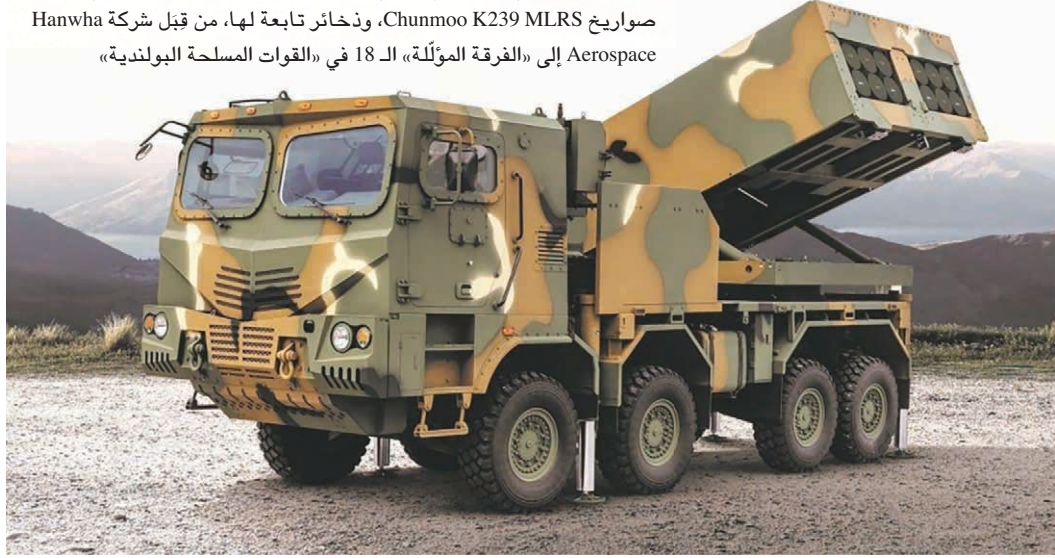 صواريخ Chunmoo K239 MLRS، وذخائر تابعة لها، من قِبَل شركة Hanwha
Aerospace إلى «الفرقة المؤلّلة» الـ 18 في «القوات المسلحة البولندية»